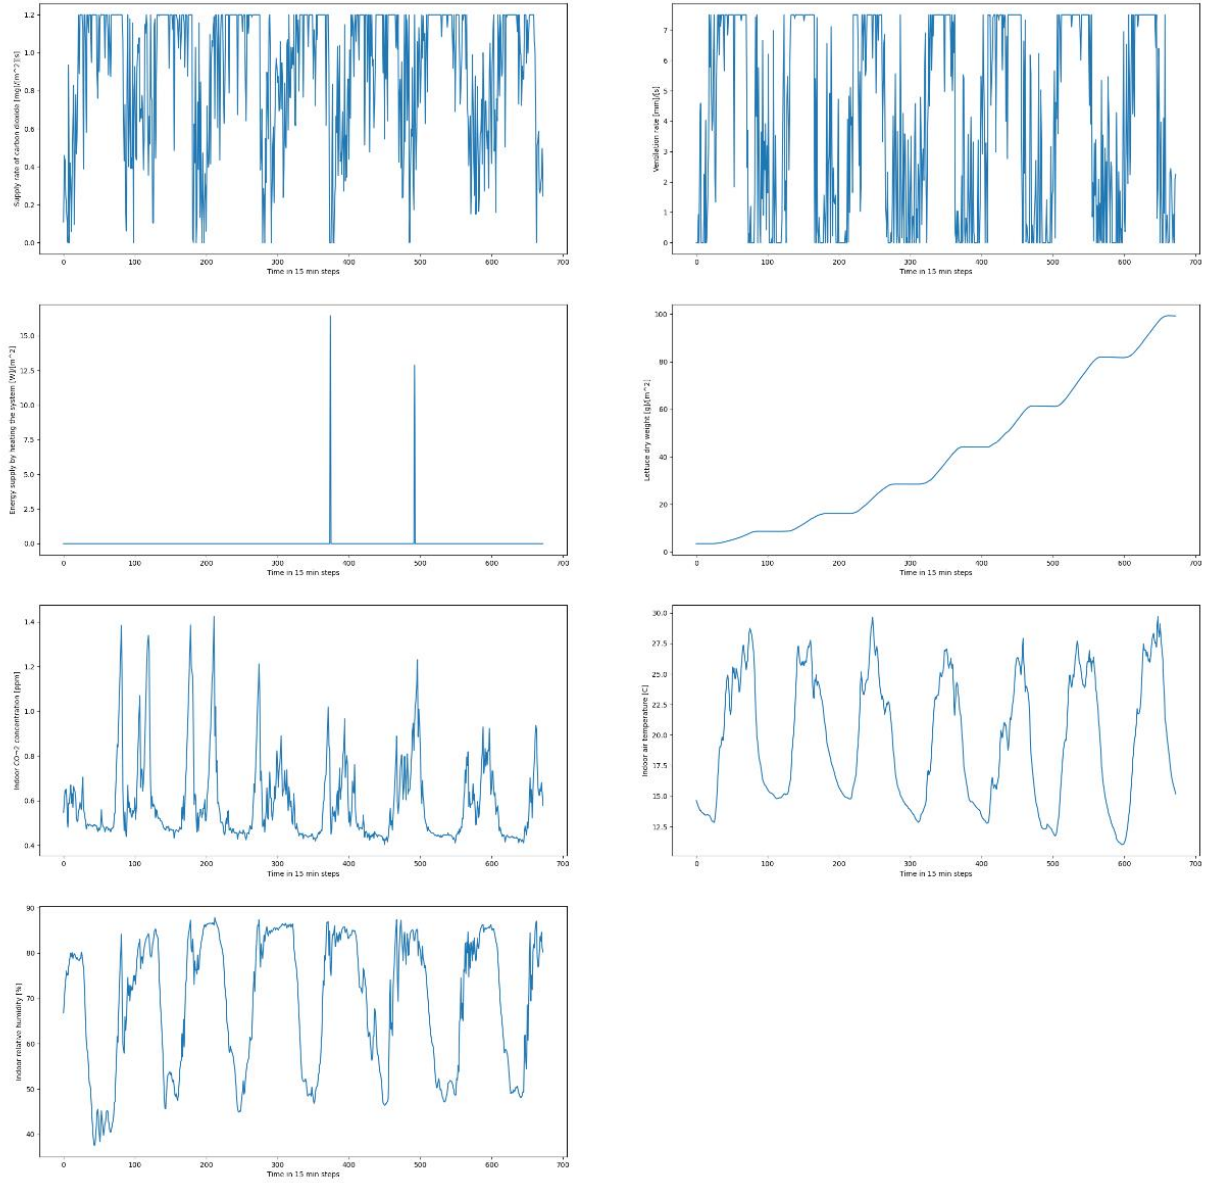 Supply rate of carbon dioxide [mg]/[m^2][s]
1.2
1.0
0.8
0.6
0.4
0.2
0.0
0 100 200 300 400 500 600 700
Time in 15 min steps
Ventilation rate [mm]/[s]
7
6
5
4
3
2
1
0
0 100 200 300 400 500 600 700
Time in 15 min steps
Energy supply by heating the system [W]/[m^2]
15.0
12.5
10.0
7.5
5.0
2.5
0.0
0 100 200 300 400 500 600 700
Time in 15 min steps
Lettuce dry weight [g]/[m^2]
100
80
60
40
20
0
0 100 200 300 400 500 600 700
Time in 15 min steps
1.4
1.2
1.0
0.8
0.6
0.4
0 100 200 300 400 500 600 700
Time in 15 min steps
Indoor air temperature [C]
30.0
27.5
25.0
22.5
20.0
17.5
15.0
12.5
0 100 200 300 400 500 600 700
Time in 15 min steps
Indoor relative humidity [%]
90
80
70
60
50
40
0 100 200 300 400 500 600 700
Time in 15 min steps